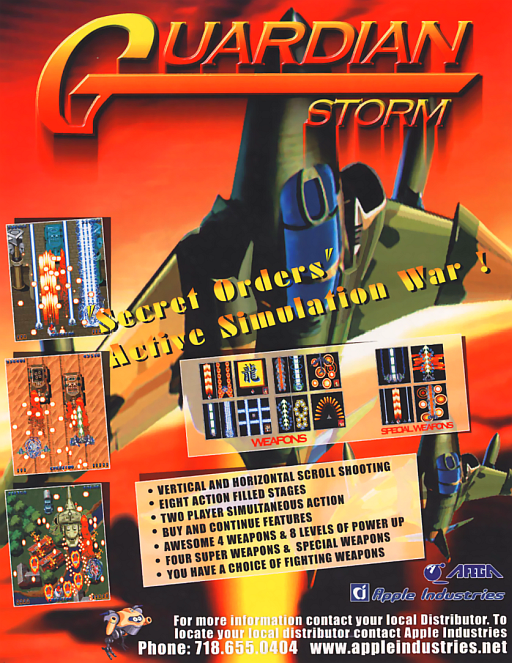 GUARDIAN
STORM
"Secret Orders"
Active Simulation War !
龍
WEAPONS
SPECIAL WEAPONS
• VERTICAL AND HORIZONTAL SCROLL SHOOTING
• EIGHT ACTION FILLED STAGES
• TWO PLAYER SIMULTANEOUS ACTION
• BUY AND CONTINUE FEATURES
• AWESOME 4 WEAPONS & 8 LEVELS OF POWER UP
• FOUR SUPER WEAPONS & SPECIAL WEAPONS
• YOU HAVE A CHOICE OF FIGHTING WEAPONS
Apple Industries
For more information contact your local Distributor. To
locate your local distributor contact Apple Industries
Phone: 718.655.0404 www.appleindustries.net